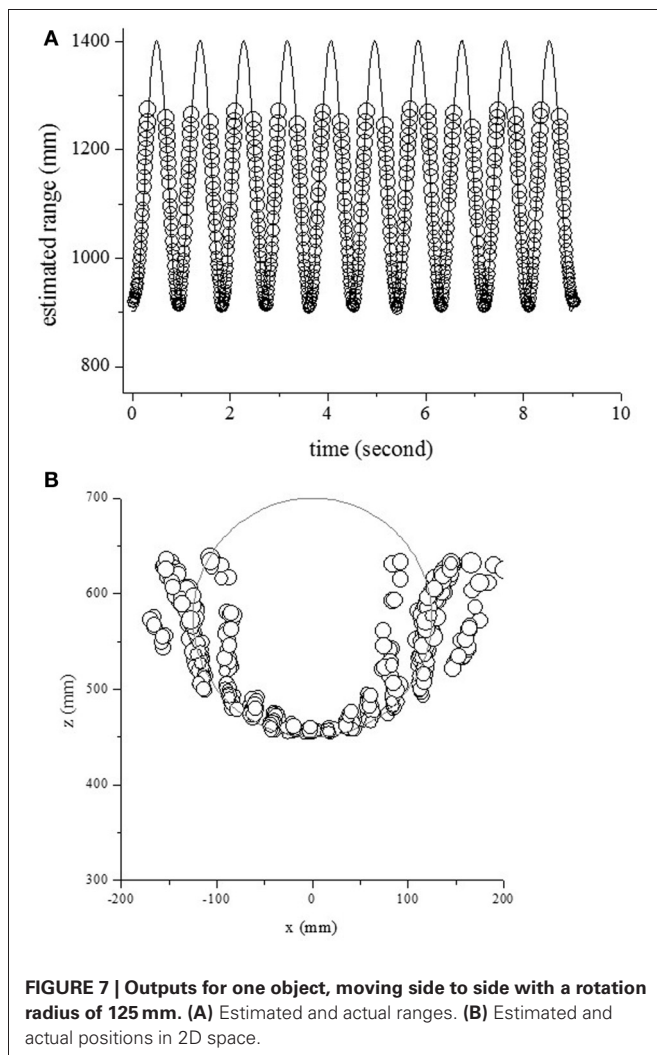 A
1400
1200
1000
800
estimated range (mm)
0 2 4 6 8 10
time (second)
B
700
600
500
400
300
z (mm)
-200 -100 0 100 200
x (mm)
FIGURE 7 | Outputs for one object, moving side to side with a rotation
radius of 125 mm. (A) Estimated and actual ranges. (B) Estimated and
actual positions in 2D space.